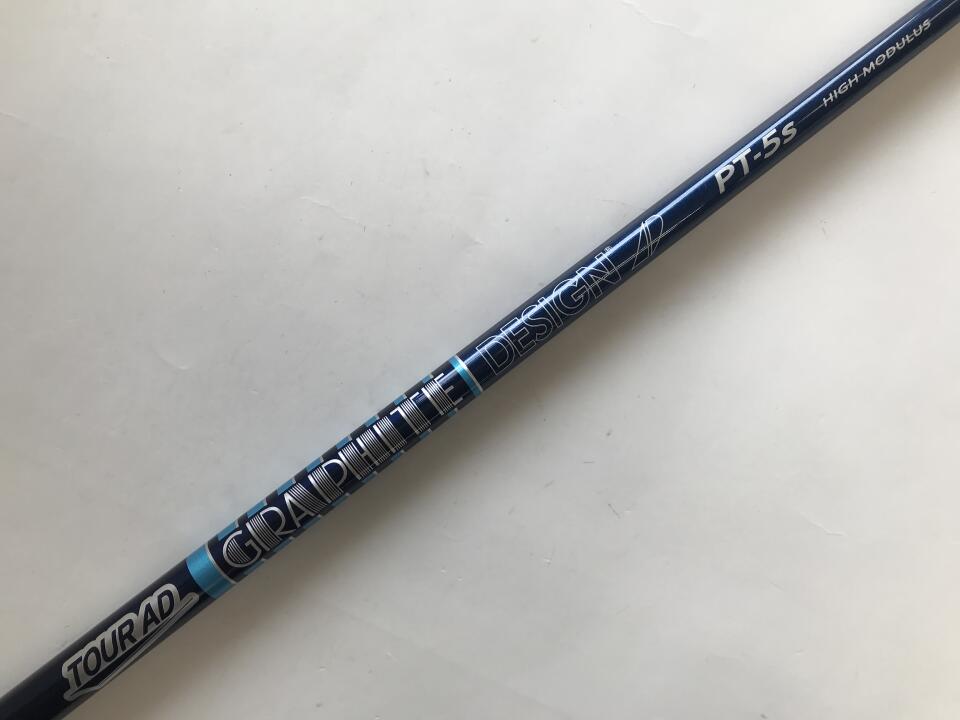 TOUR AD
GRAPHITE DESIGN®
PT-5s
HIGH-MODULUS